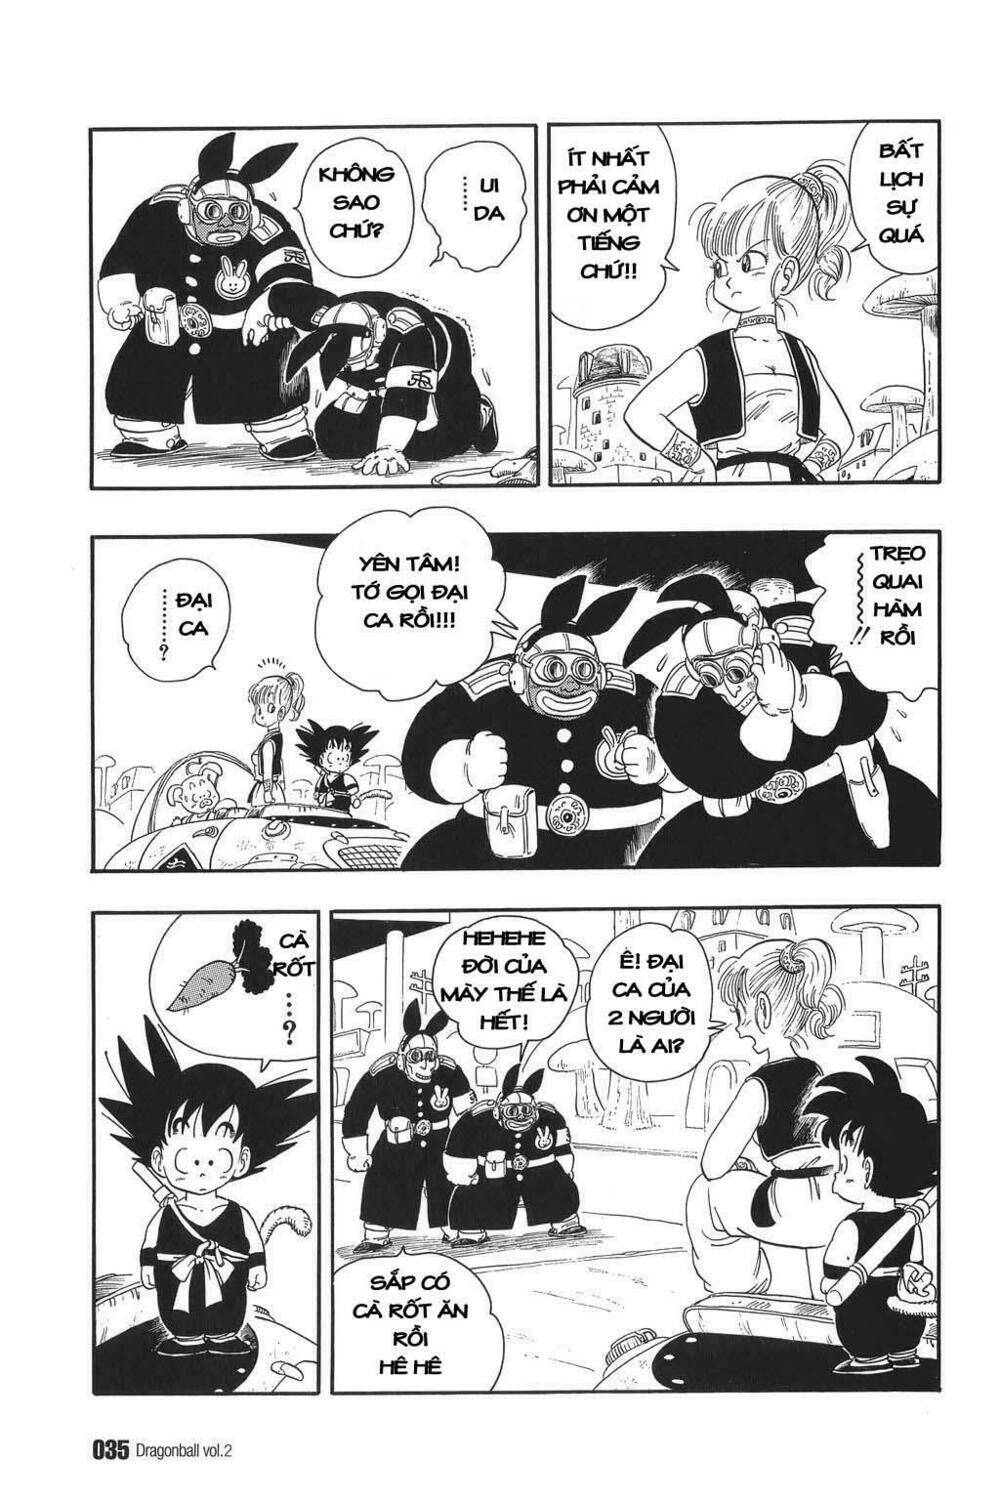 BẤT
LỊCH
SỰ
QUÁ
ÍT NHẤT
PHẢI CẢM
ƠN MỘT
TIẾNG
CHỨ!!
UI
DA
......
KHÔNG
SAO
CHỨ?
TRẸO
QUAI
HÀM
RỒI
!!
YÊN TÂM!
TỚ GỌI ĐẠI
CA RỒI!!!
ĐẠI
CA
......?
Ê! ĐẠI
CA CỦA
2 NGƯỜI
LÀ AI?
HEHEHE
ĐỜI CỦA
MÀY THẾ LÀ
HẾT!
SẮP CÓ
CÀ RỐT ĂN
RỒI
HÊ HÊ
CÀ
RỐT
....?
035 Dragonball vol.2